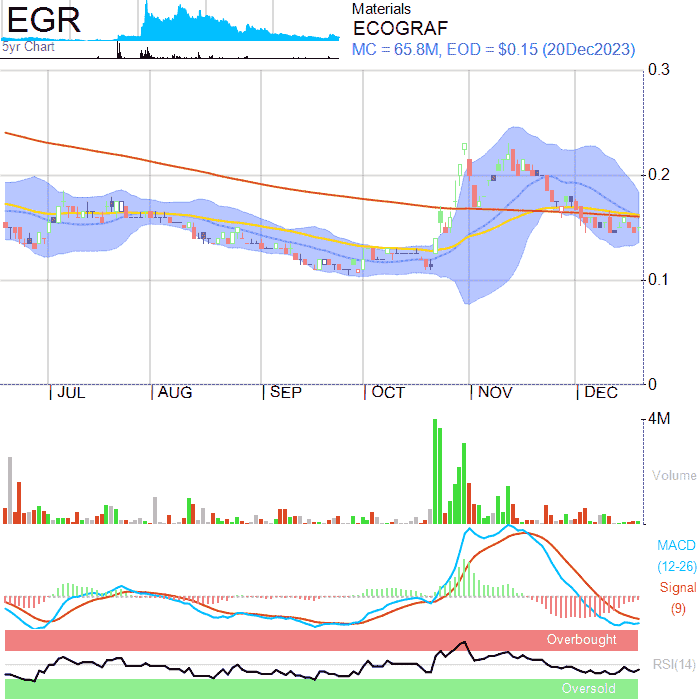 EGR
5yr Chart
Materials
ECOGRAF
MC = 65.8M, EOD = $0.15 (20Dec2023)
0.3
0.2
0.1
0
JUL AUG SEP OCT NOV DEC
4M
Volume
MACD
(12-26)
Signal
(9)
Overbought
RSI(14)
Oversold